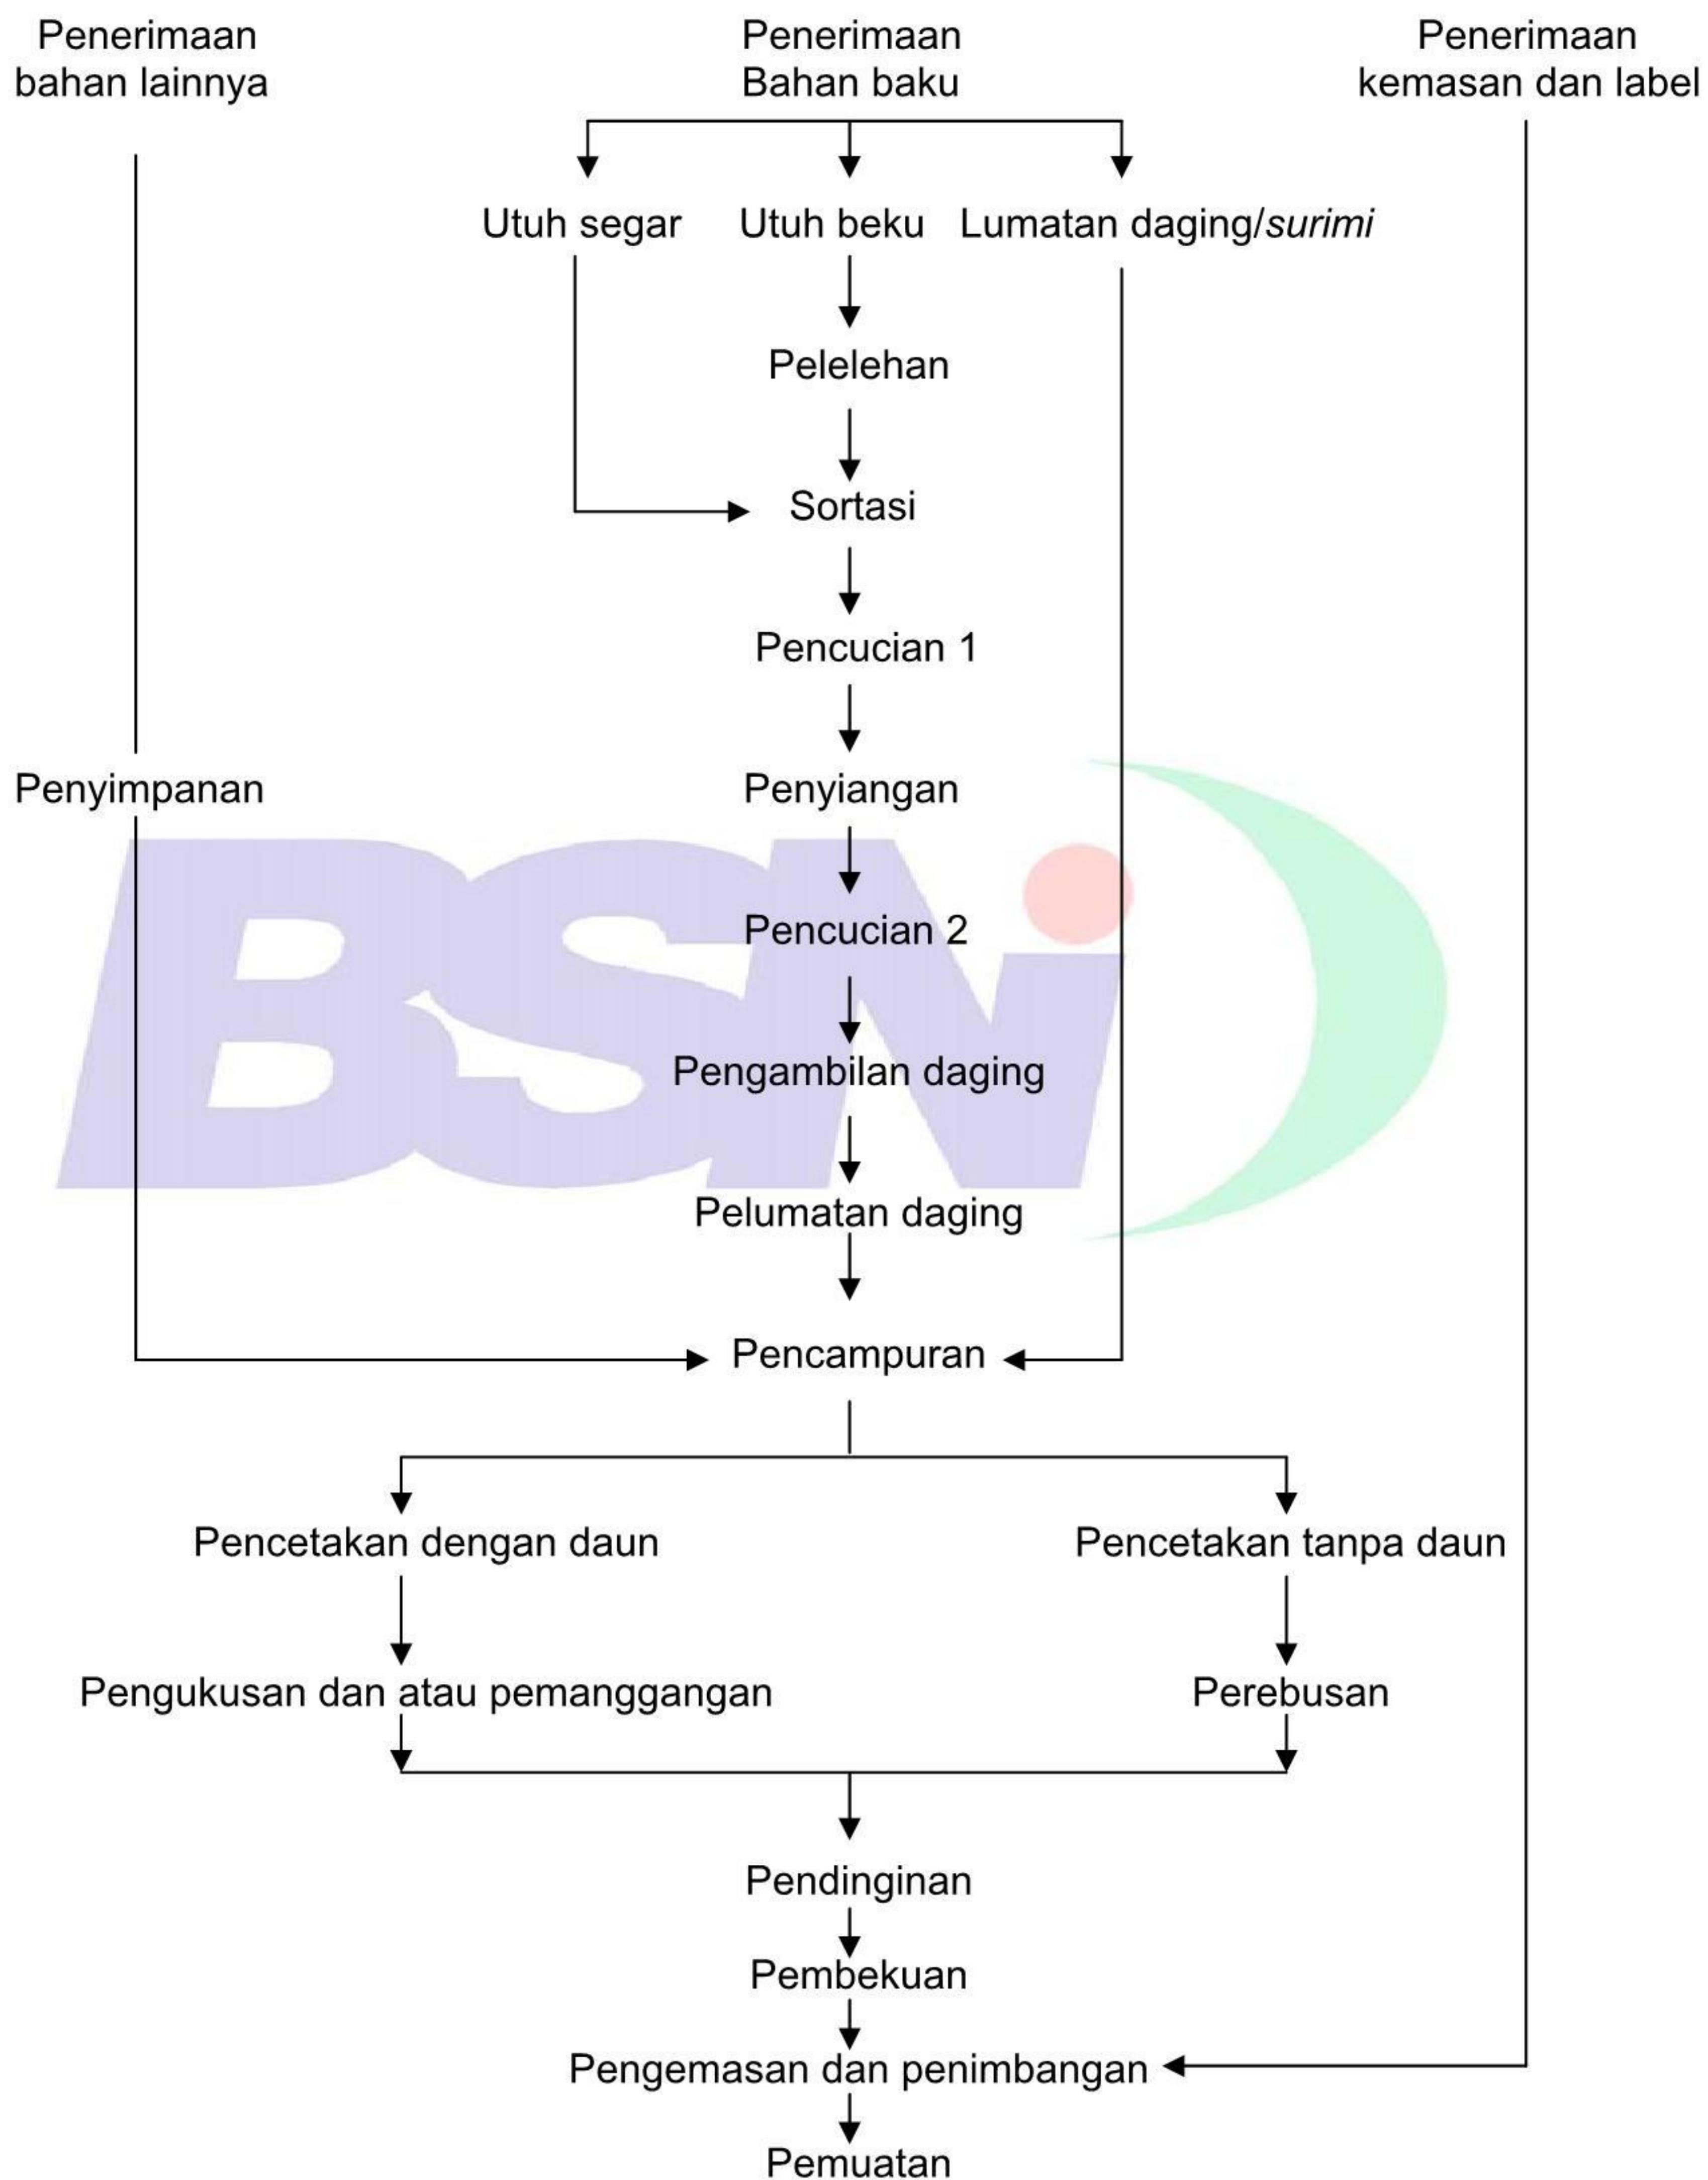 Penerimaan
bahan lainnya
Penerimaan
Bahan baku
Penerimaan
kemasan dan label
Utuh segar
Utuh beku
Lumatan daging/surimi
Pelelehan
Sortasi
Pencucian 1
Penyimpanan
Penyiangan
BSNi
Pencucian 2
Pengambilan daging
Pelumatan daging
Pencampuran
Pencetakan dengan daun
Pencetakan tanpa daun
Pengukusan dan atau pemanggangan
Perebusan
Pendinginan
Pembekuan
Pengemasan dan penimbangan
Pemuatan